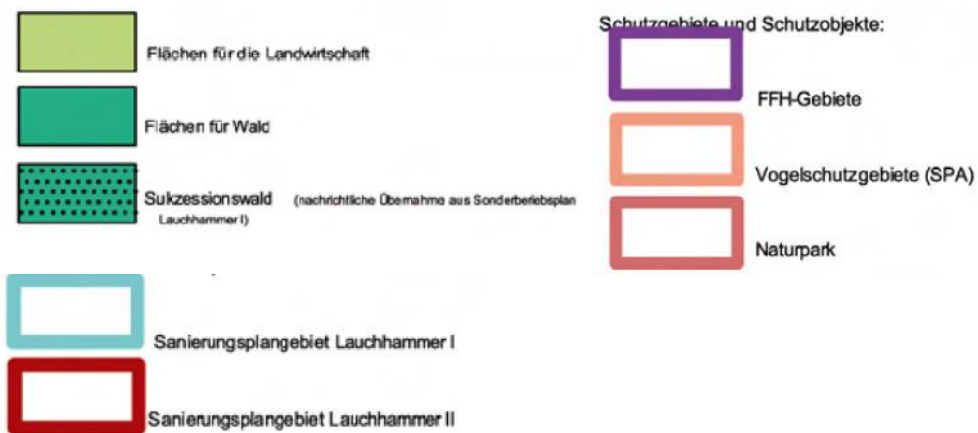 Flächen für die Landwirtschaft
Flächen für Wald
Sukzessionswald (nachrichtliche Übernahme aus Sonderberiebsplan
Lauchhammer I)
Schutzgebiete und Schutzobjekte:
FFH-Gebiete
Vogelschutzgebiete (SPA)
Naturpark
Sanierungsplangebiet Lauchhammer I
Sanierungsplangebiet Lauchhammer II